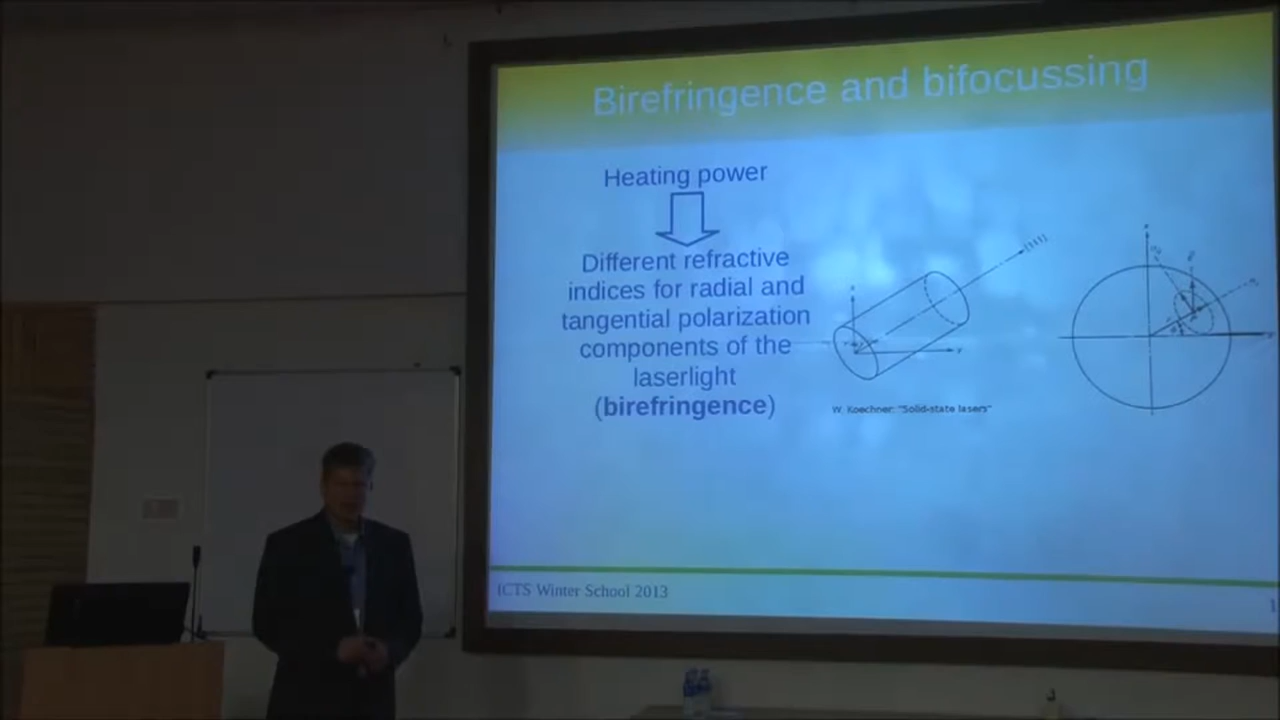 Birefringence and bifocussing
Heating power
Different refractive
indices for radial and
tangential polarization
components of the
laserlight
(birefringence)
[111]
W. Koechner: "Solid-state lasers"
ICTS Winter School 2013